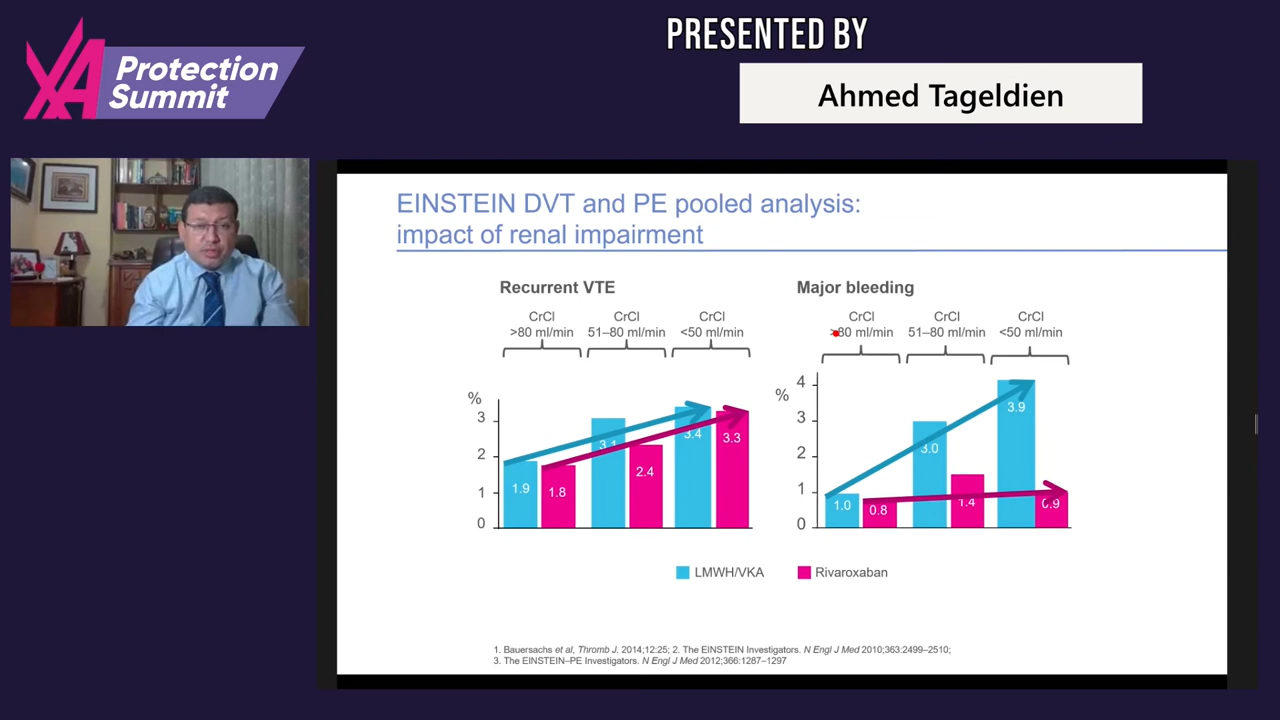 XA Protection
Summit
PRESENTED BY
Ahmed Tageldien
EINSTEIN DVT and PE pooled analysis:
impact of renal impairment
Recurrent VTE
CrCl
>80 ml/min
CrCl
51–80 ml/min
CrCl
<50 ml/min
%
3
2
1
0
1.9
1.8
3.1
2.4
3.4
3.3
Major bleeding
CrCl
>80 ml/min
CrCl
51–80 ml/min
CrCl
<50 ml/min
%
4
3
2
1
0
1.0
0.8
3.0
1.4
3.9
0.9
LMWH/VKA
Rivaroxaban
1. Bauersachs et al, Thromb J. 2014;12:25; 2. The EINSTEIN Investigators. N Engl J Med 2010;363:2499–2510;
3. The EINSTEIN–PE Investigators. N Engl J Med 2012;366:1287–1297